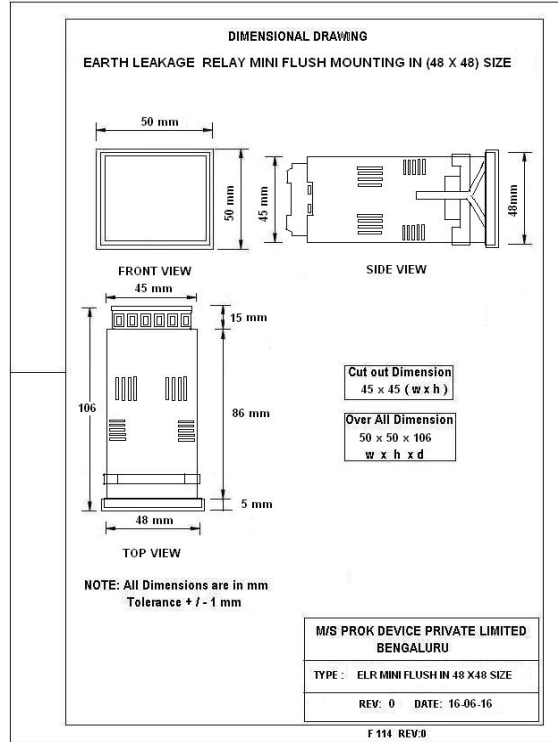 DIMENSIONAL DRAWING
EARTH LEAKAGE RELAY MINI FLUSH MOUNTING IN (48 X 48) SIZE
50 mm
50 mm
FRONT VIEW
45 mm
48mm
SIDE VIEW
45 mm
15 mm
106
86 mm
5 mm
48 mm
TOP VIEW
Cut out Dimension
45 x 45 ( w x h )
Over All Dimension
50 x 50 x 106
w x h x d
NOTE: All Dimensions are in mm
Tolerance + / - 1 mm
M/S PROK DEVICE PRIVATE LIMITED
BENGALURU
TYPE : ELR MINI FLUSH IN 48 X48 SIZE
REV: 0 DATE: 16-06-16
F 114 REV:0